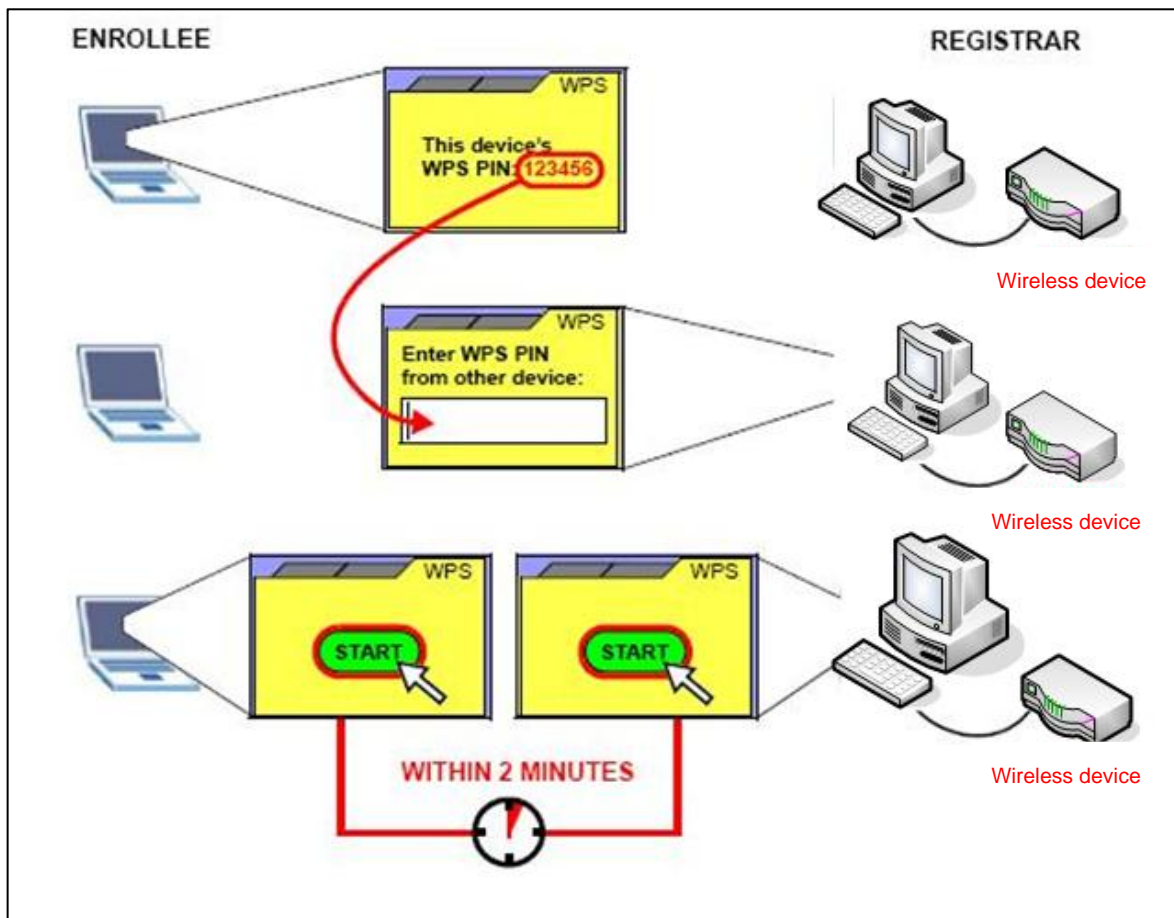 ENROLLEE
REGISTRAR
WPS
This device's
WPS PIN: 123456
Wireless device
WPS
Enter WPS PIN
from other device:
Wireless device
WPS
START
WPS
START
WITHIN 2 MINUTES
Wireless device